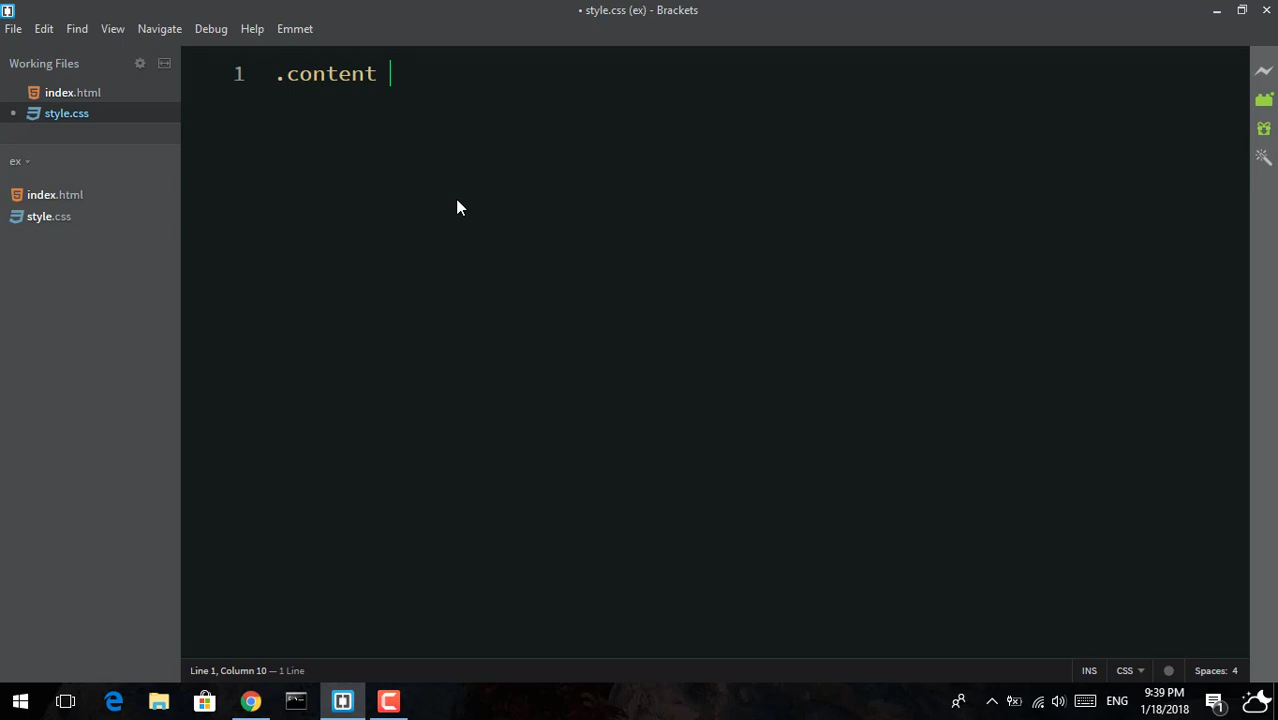 • style.css (ex) - Brackets
File Edit Find View Navigate Debug Help Emmet
Working Files
index.html
• style.css
ex
index.html
style.css
1 .content
Line 1, Column 10 — 1 Line
INS CSS Spaces: 4
ENG
9:39 PM
1/18/2018
1